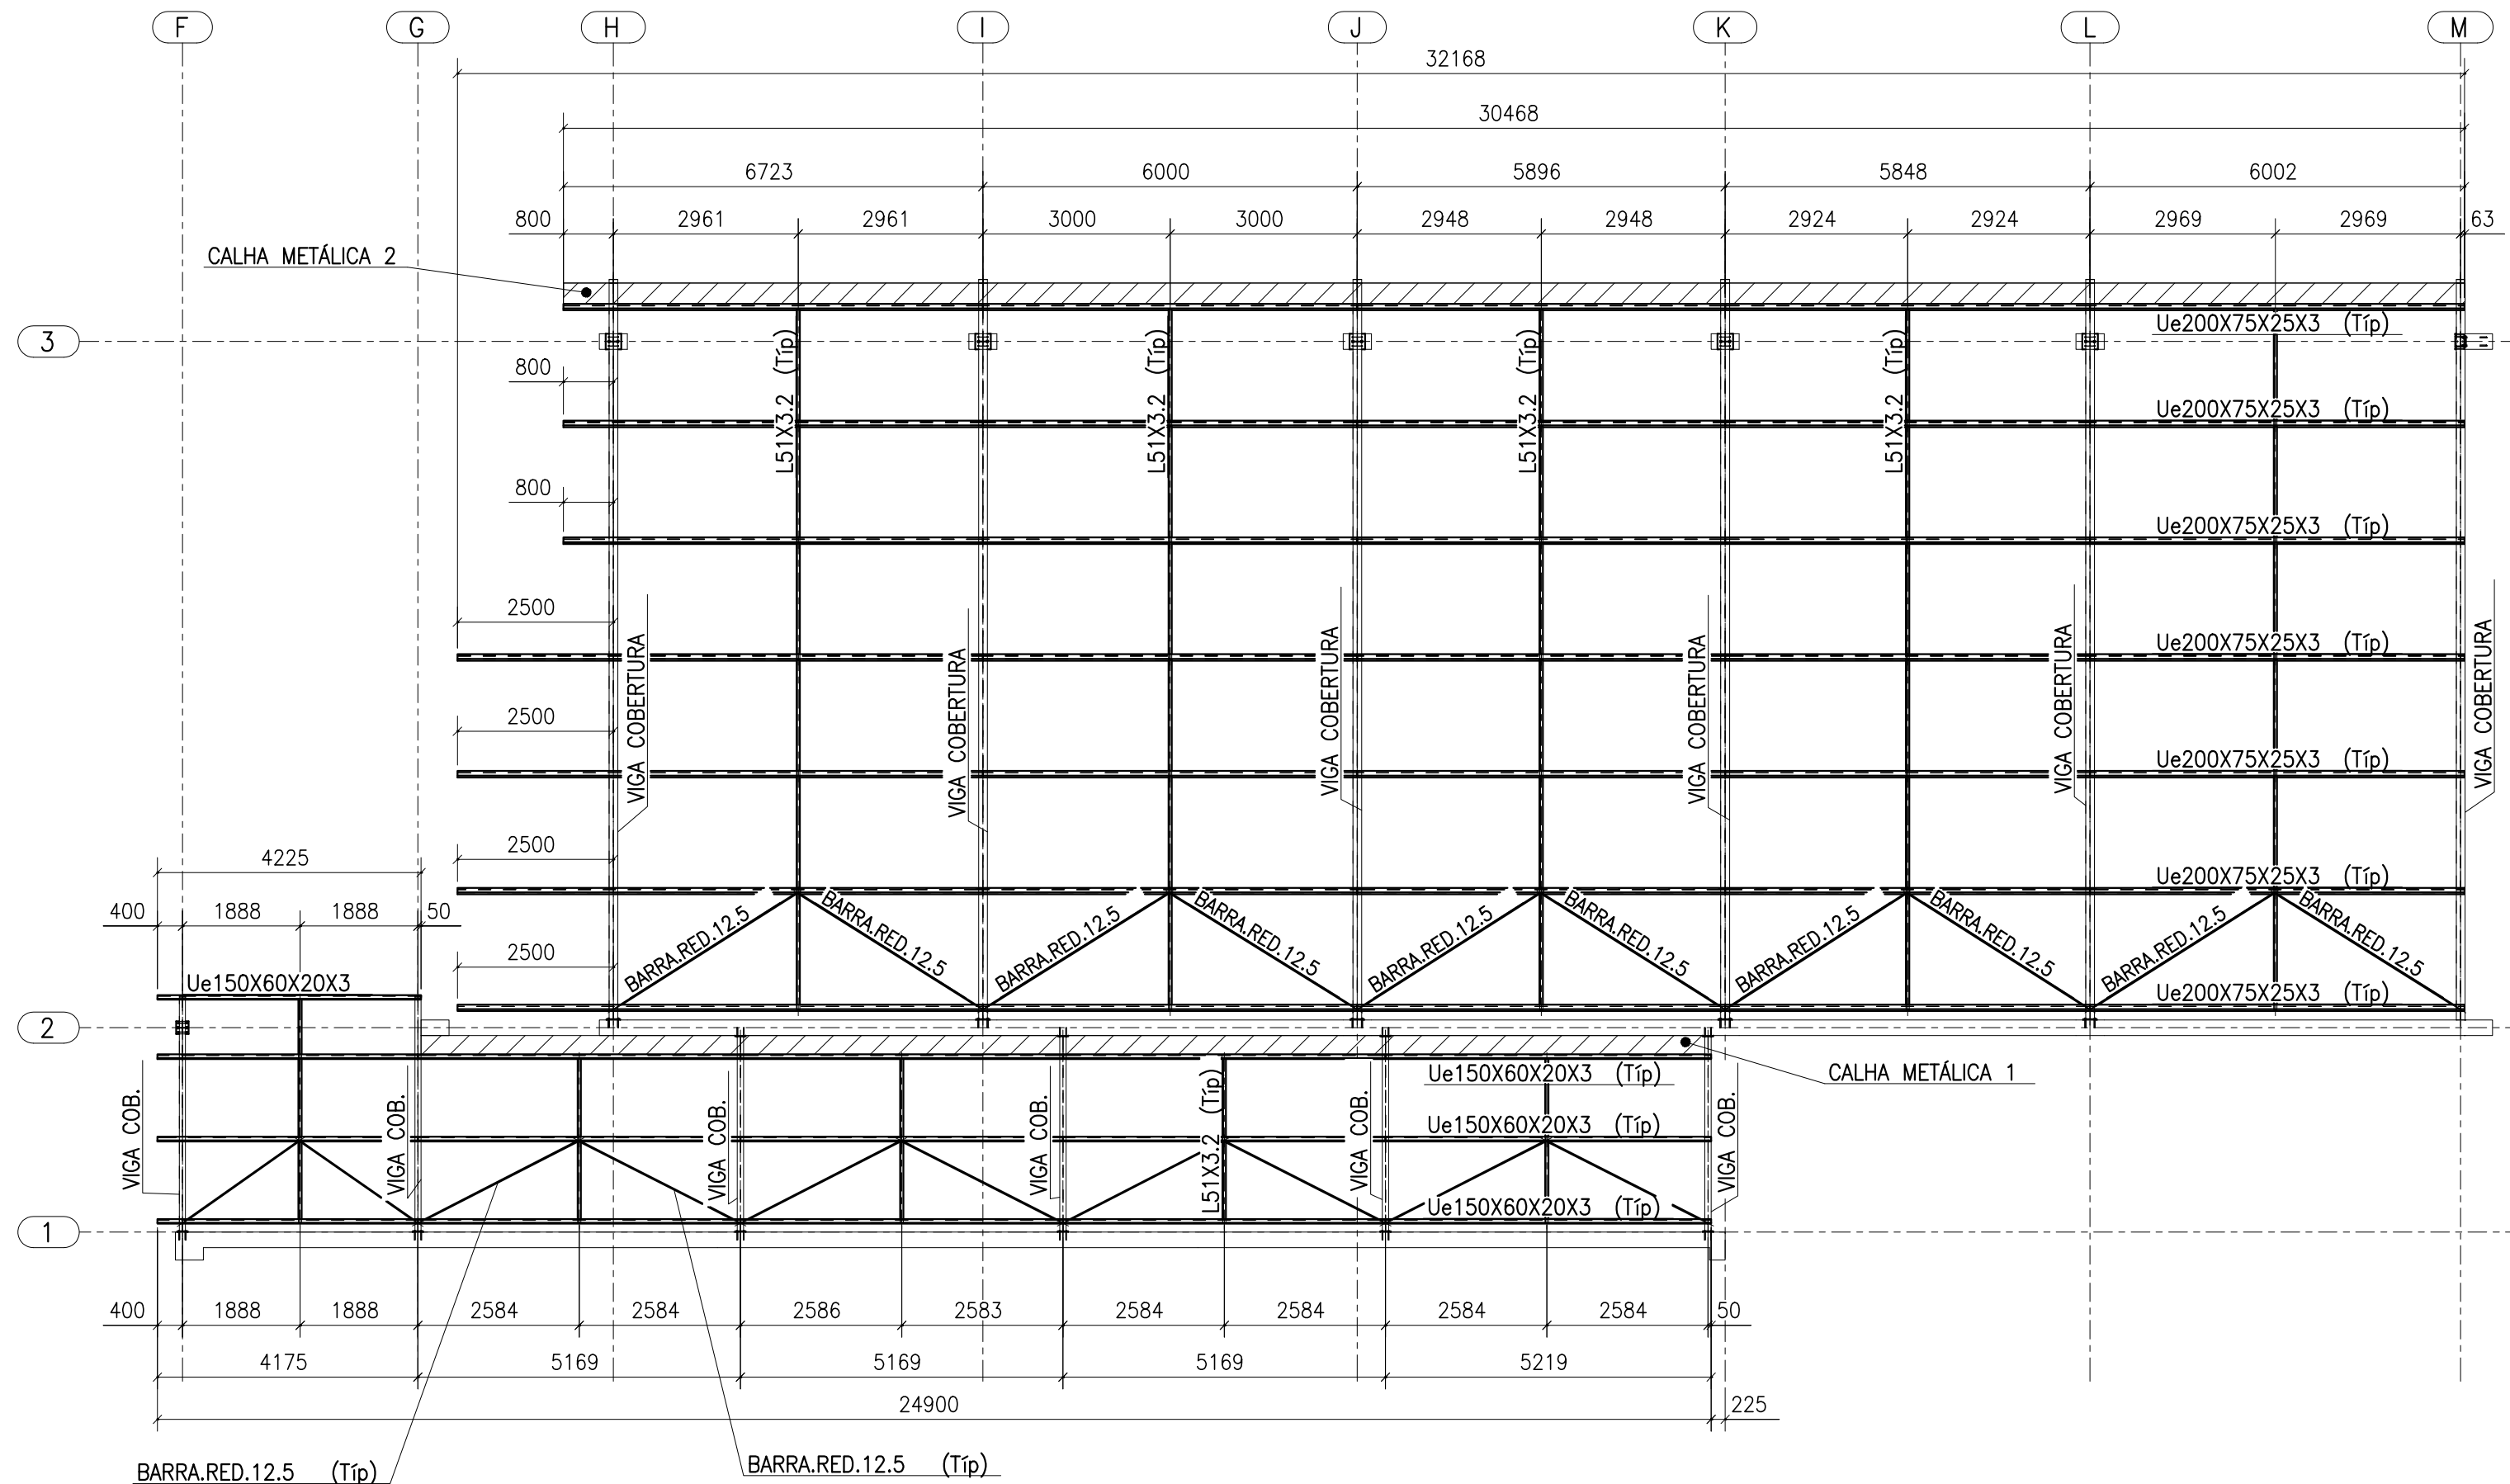 F G H I J K L M
32168
30468
6723 6000 5896 5848 6002
800 2961 2961 3000 3000 2948 2948 2924 2924 2969 2969 63
CALHA METÁLICA 2
3
Ue200X75X25X3 (Típ)
L51X3.2 (Típ)
L51X3.2 (Típ)
L51X3.2 (Típ)
L51X3.2 (Típ)
800
Ue200X75X25X3 (Típ)
800
Ue200X75X25X3 (Típ)
2500
Ue200X75X25X3 (Típ)
VIGA COBERTURA
VIGA COBERTURA
VIGA COBERTURA
VIGA COBERTURA
VIGA COBERTURA
VIGA COBERTURA
2500
Ue200X75X25X3 (Típ)
2500
4225
Ue200X75X25X3 (Típ)
400 1888 1888 50
BARRA.RED.12.5
BARRA.RED.12.5
BARRA.RED.12.5
BARRA.RED.12.5
BARRA.RED.12.5
BARRA.RED.12.5
BARRA.RED.12.5
BARRA.RED.12.5
BARRA.RED.12.5
BARRA.RED.12.5
2500
Ue150X60X20X3
Ue200X75X25X3 (Típ)
2
CALHA METÁLICA 1
Ue150X60X20X3 (Típ)
VIGA COB.
VIGA COB.
VIGA COB.
VIGA COB.
L51X3.2 (Típ)
VIGA COB.
VIGA COB.
Ue150X60X20X3 (Típ)
Ue150X60X20X3 (Típ)
1
400 1888 1888 2584 2584 2586 2583 2584 2584 2584 2584 50
4175 5169 5169 5169 5219
24900 225
BARRA.RED.12.5 (Típ)
BARRA.RED.12.5 (Típ)